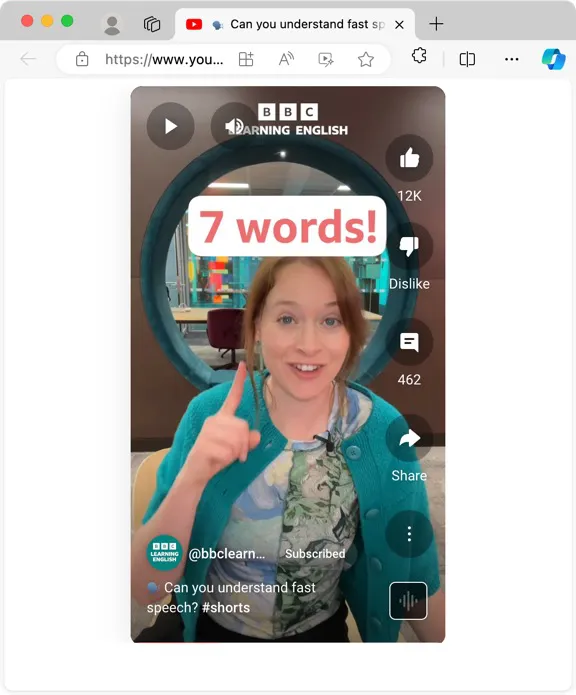 Can you understand fast sp
https://www.you...
BBC
LEARNING ENGLISH
7 words!
12K
Dislike
462
Share
BBC
LEARNING
ENGLISH
@bbclearn...
Subscribed
Can you understand fast
speech? #shorts